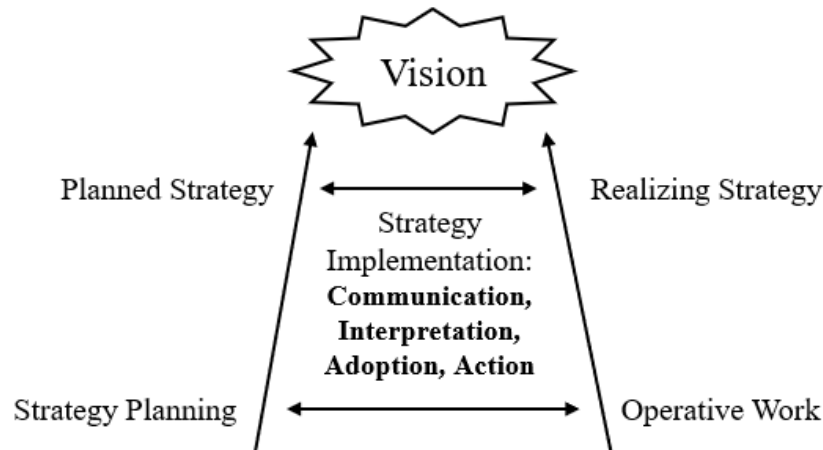 Vision
Planned Strategy
Realizing Strategy
Strategy
Implementation:
Communication,
Interpretation,
Adoption, Action
Strategy Planning
Operative Work